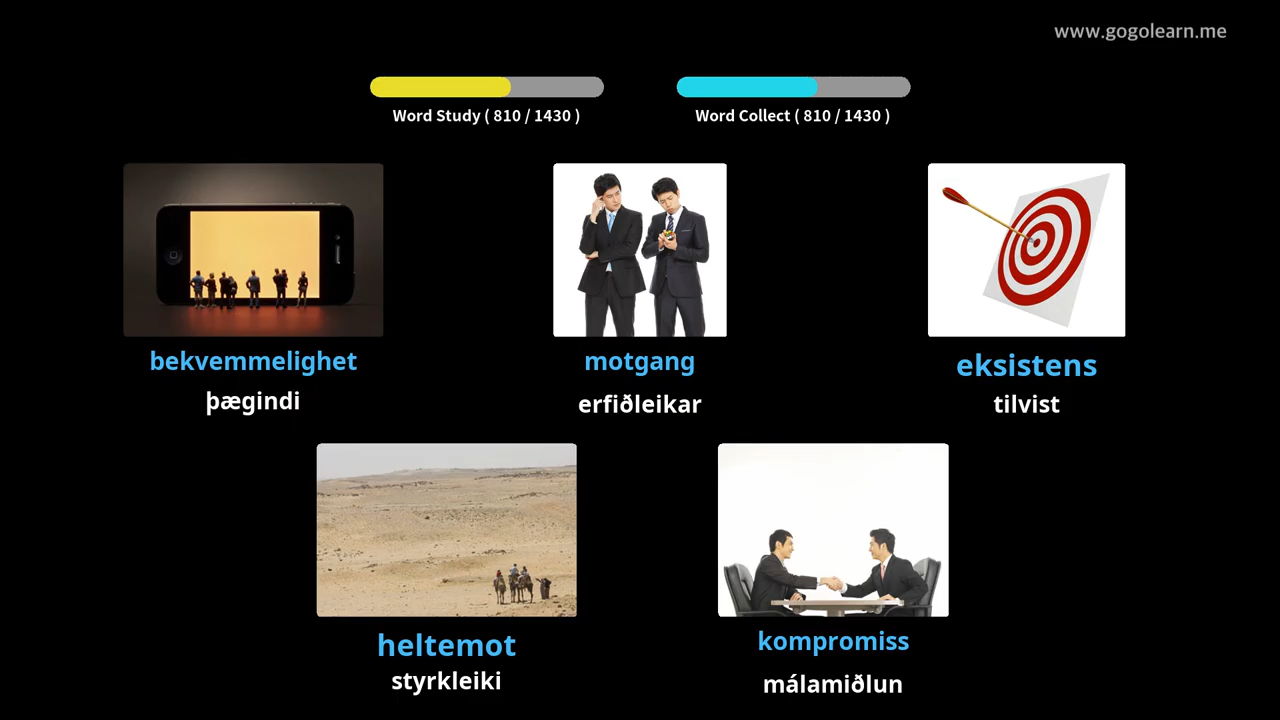 www.gogolearn.me
Word Study ( 810 / 1430 )
Word Collect ( 810 / 1430 )
bekvemmelighet
þægindi
motgang
erfiðleikar
eksistens
tilvist
heltemot
styrkleiki
kompromiss
málamiðlun